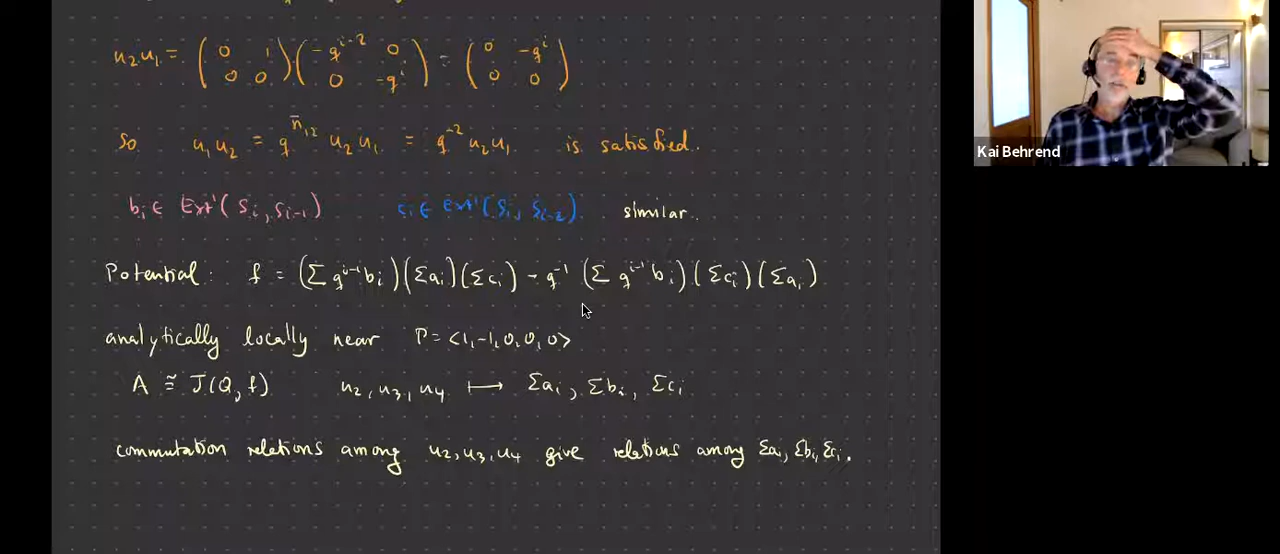 u₂u₁ = ( 0 1 ; 0 0 )( -q^{i-2} 0 ; 0 -q^i ) = ( 0 -q^i ; 0 0 )
so u₁u₂ = q^{n̄₁₂} u₂u₁ = q^{-2} u₂u₁ is satisfied.
bᵢ ∈ Ext¹(Sᵢ, Sᵢ₋₁) cᵢ ∈ Ext¹(Sᵢ, Sᵢ₋₂) similar.
Potential: f = (Σ q^{i-1} bᵢ)(Σaᵢ)(Σcᵢ) - q^{-1} (Σ q^{i-1} bᵢ)(Σcᵢ)(Σaᵢ)
analytically locally near P = <1,-1,0,0,0>
A ≅ J(Q,f) u₂, u₃, u₄ ⟼ Σaᵢ, Σbᵢ, Σcᵢ
commutation relations among u₂,u₃,u₄ give relations among Σaᵢ, Σbᵢ, Σcᵢ.
Kai Behrend